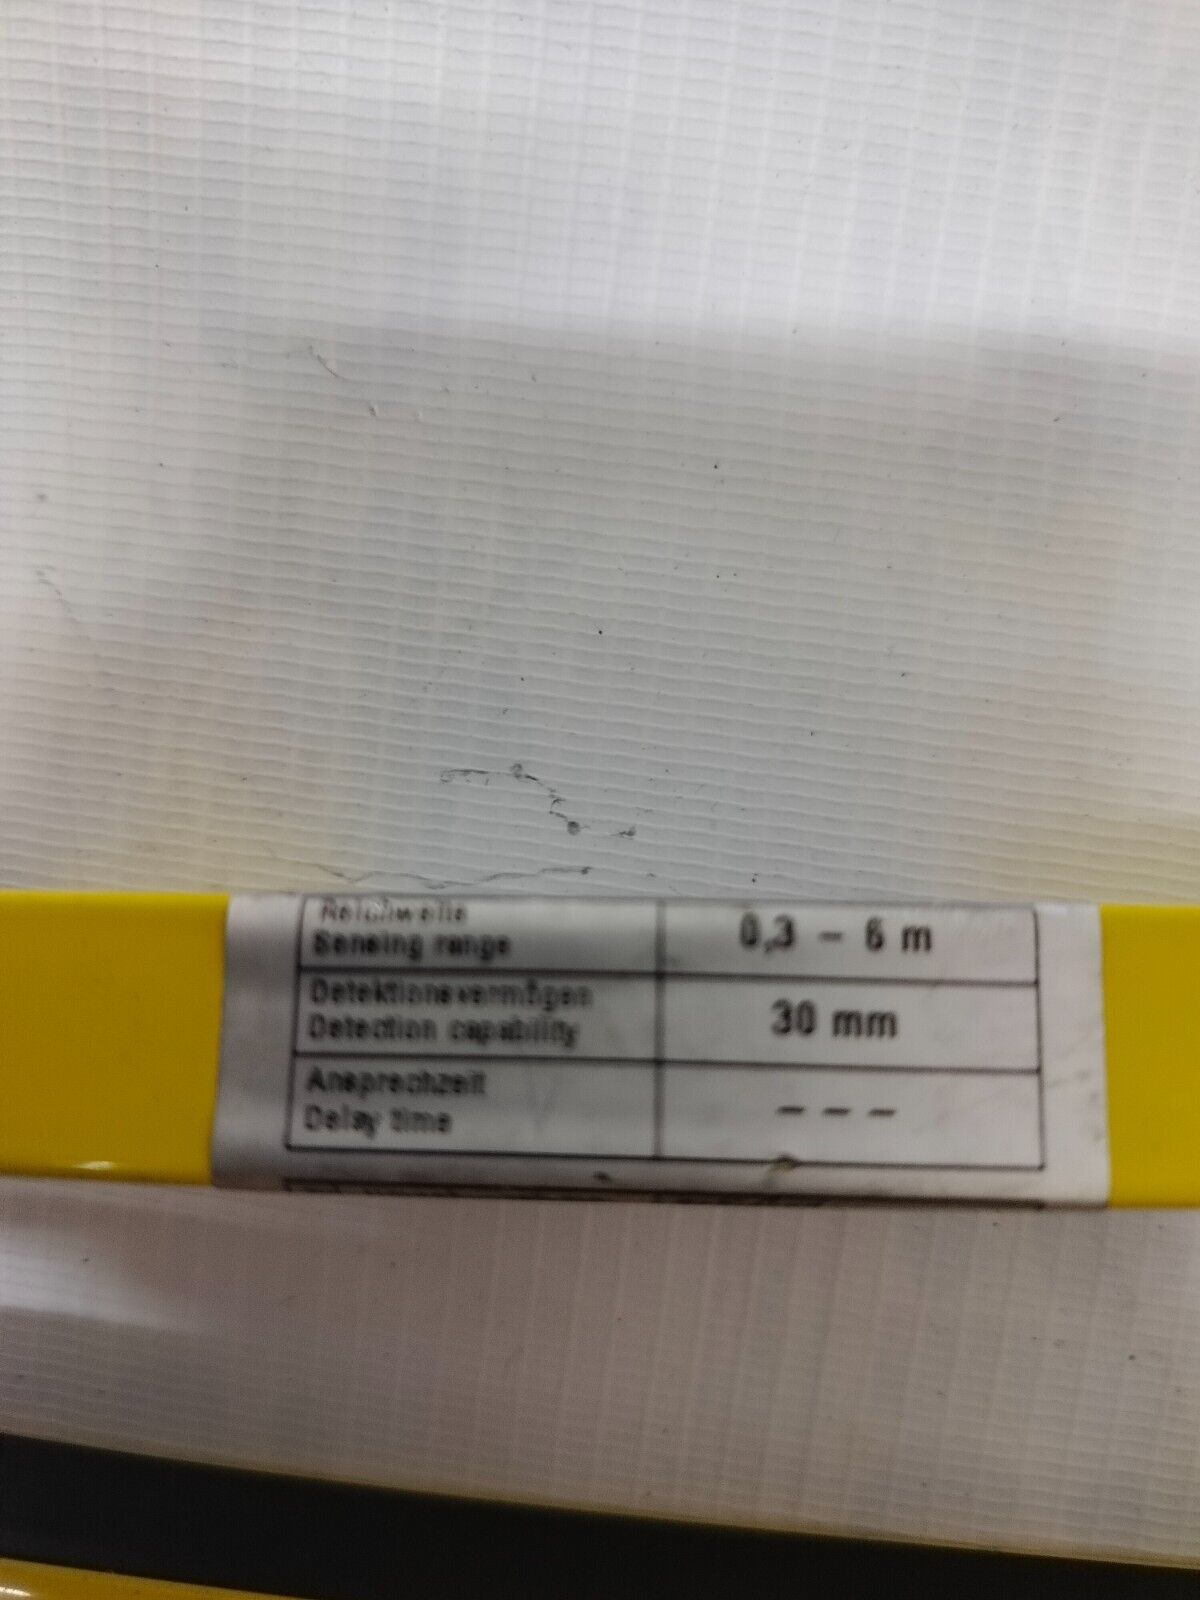 Reichweite
Sensing range
0,3 – 6 m
Detektionsvermögen
Detection capability
30 mm
Ansprechzeit
Delay time
– – –